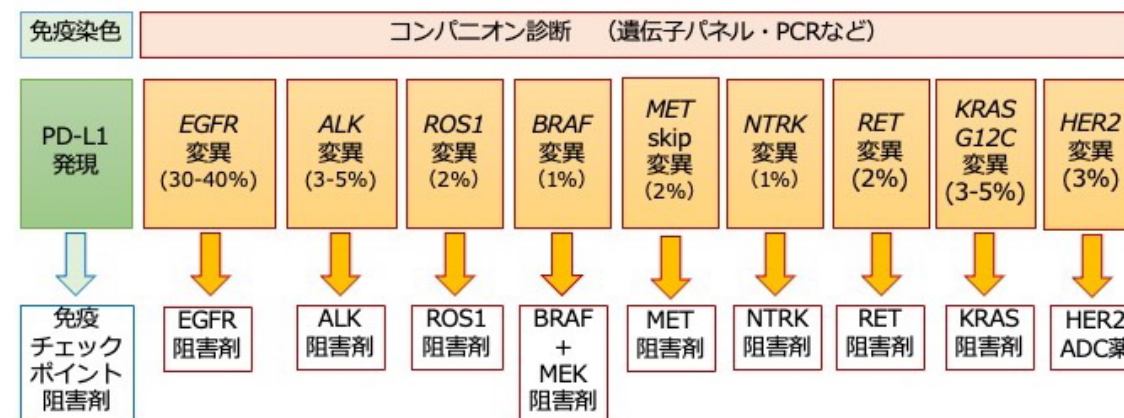 免疫染色
コンパニオン診断 （遺伝子パネル・PCRなど）
PD-L1
発現
EGFR
変異
(30-40%)
ALK
変異
(3-5%)
ROS1
変異
(2%)
BRAF
変異
(1%)
MET
skip
変異
(2%)
NTRK
変異
(1%)
RET
変異
(2%)
KRAS
G12C
変異
(3-5%)
HER2
変異
(3%)
免疫
チェック
ポイント
阻害剤
EGFR
阻害剤
ALK
阻害剤
ROS1
阻害剤
BRAF
+
MEK
阻害剤
MET
阻害剤
NTRK
阻害剤
RET
阻害剤
KRAS
阻害剤
HER2
ADC薬